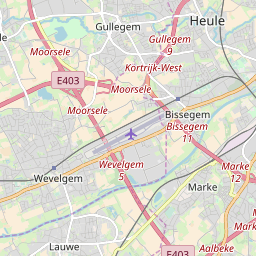 Heule
Gullegem
Gullegem
9
Moorsele
Kortrijk-West
E403
Moorsele
Moorsele
Bissegem
Bissegem
11
Wevelgem
5
Wevelgem
Marke
12
Marke
Lauwe
E403
Aalbeke